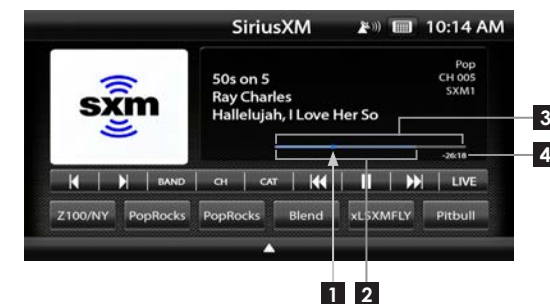 SiriusXM
10:14 AM
sxm
50s on 5
Ray Charles
Hallelujah, I Love Her So
Pop
CH 005
SXM1
3
-26:18
4
BAND CH CAT LIVE
Z100/NY PopRocks PopRocks Blend xLSXMFLY Pitbull
1 2